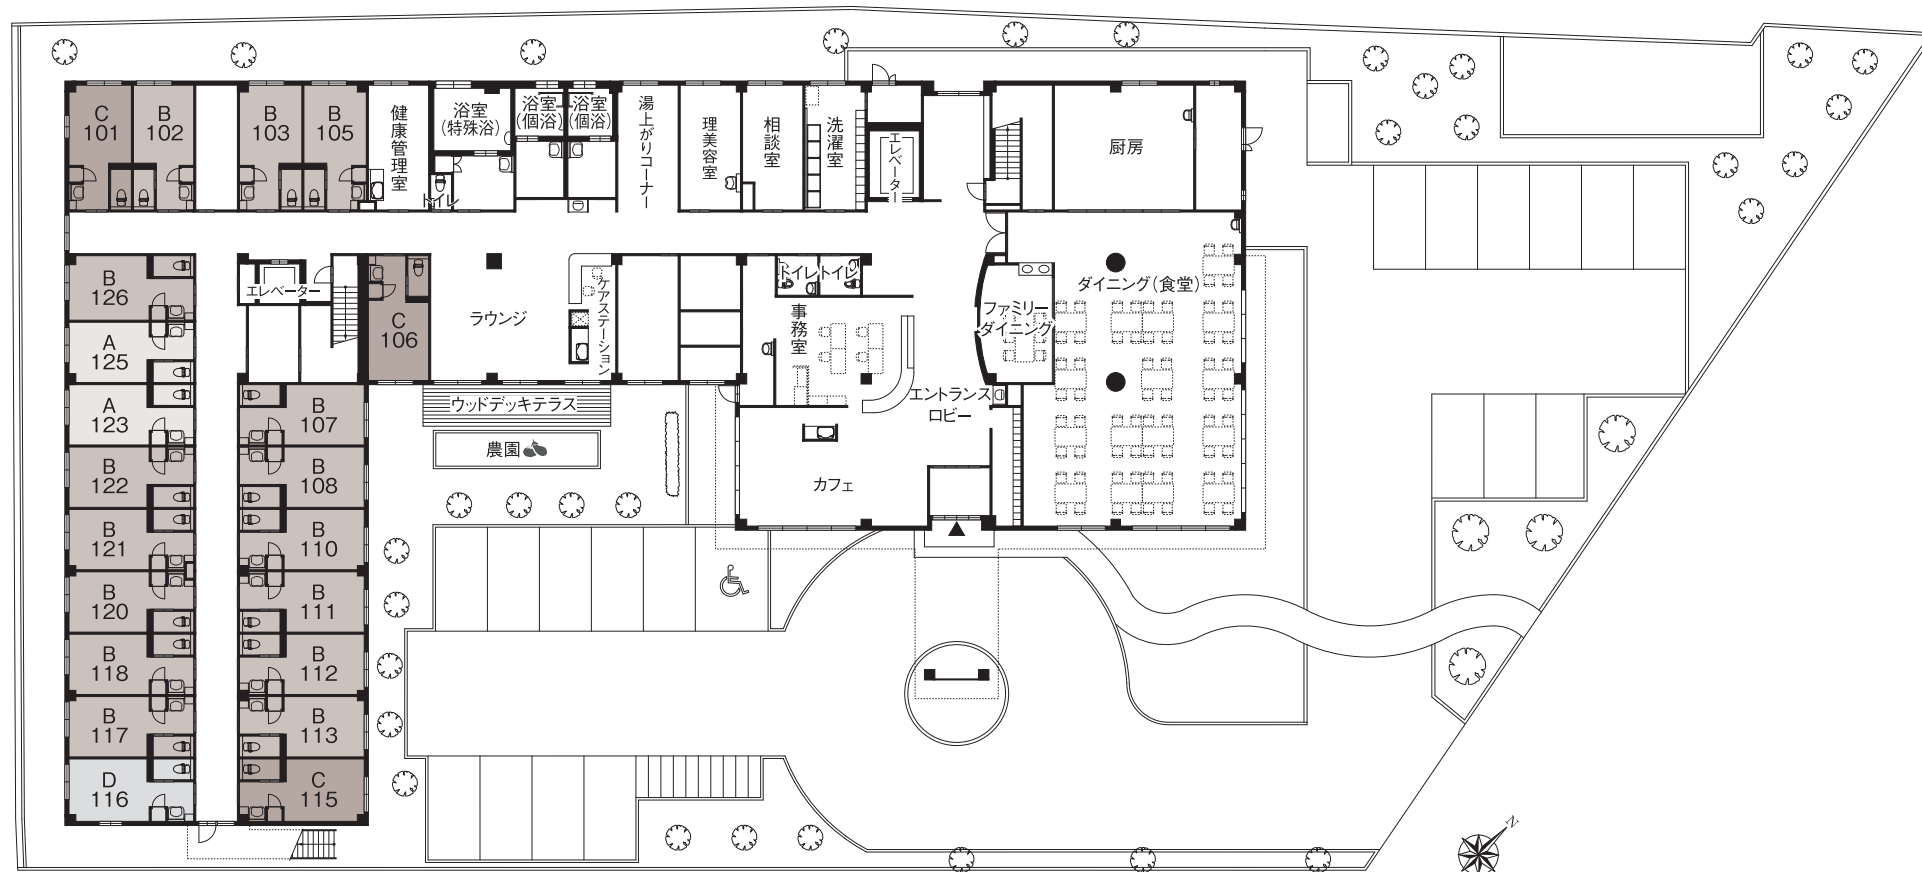 C
101
B
102
B
103
B
105
健康管理室
浴室
(特殊浴)
浴室
(個浴)
浴室
(個浴)
トイレ
湯上がりコーナー
理美容室
相談室
洗濯室
エレベーター
厨房
B
126
エレベーター
C
106
ラウンジ
ケアステーション
トイレ
トイレ
事務室
ファミリー
ダイニング
ダイニング(食堂)
A
125
A
123
B
107
ウッドデッキテラス
エントランス
ロビー
農園
カフェ
B
122
B
108
B
121
B
110
B
120
B
111
B
118
B
112
B
117
B
113
D
116
C
115
N